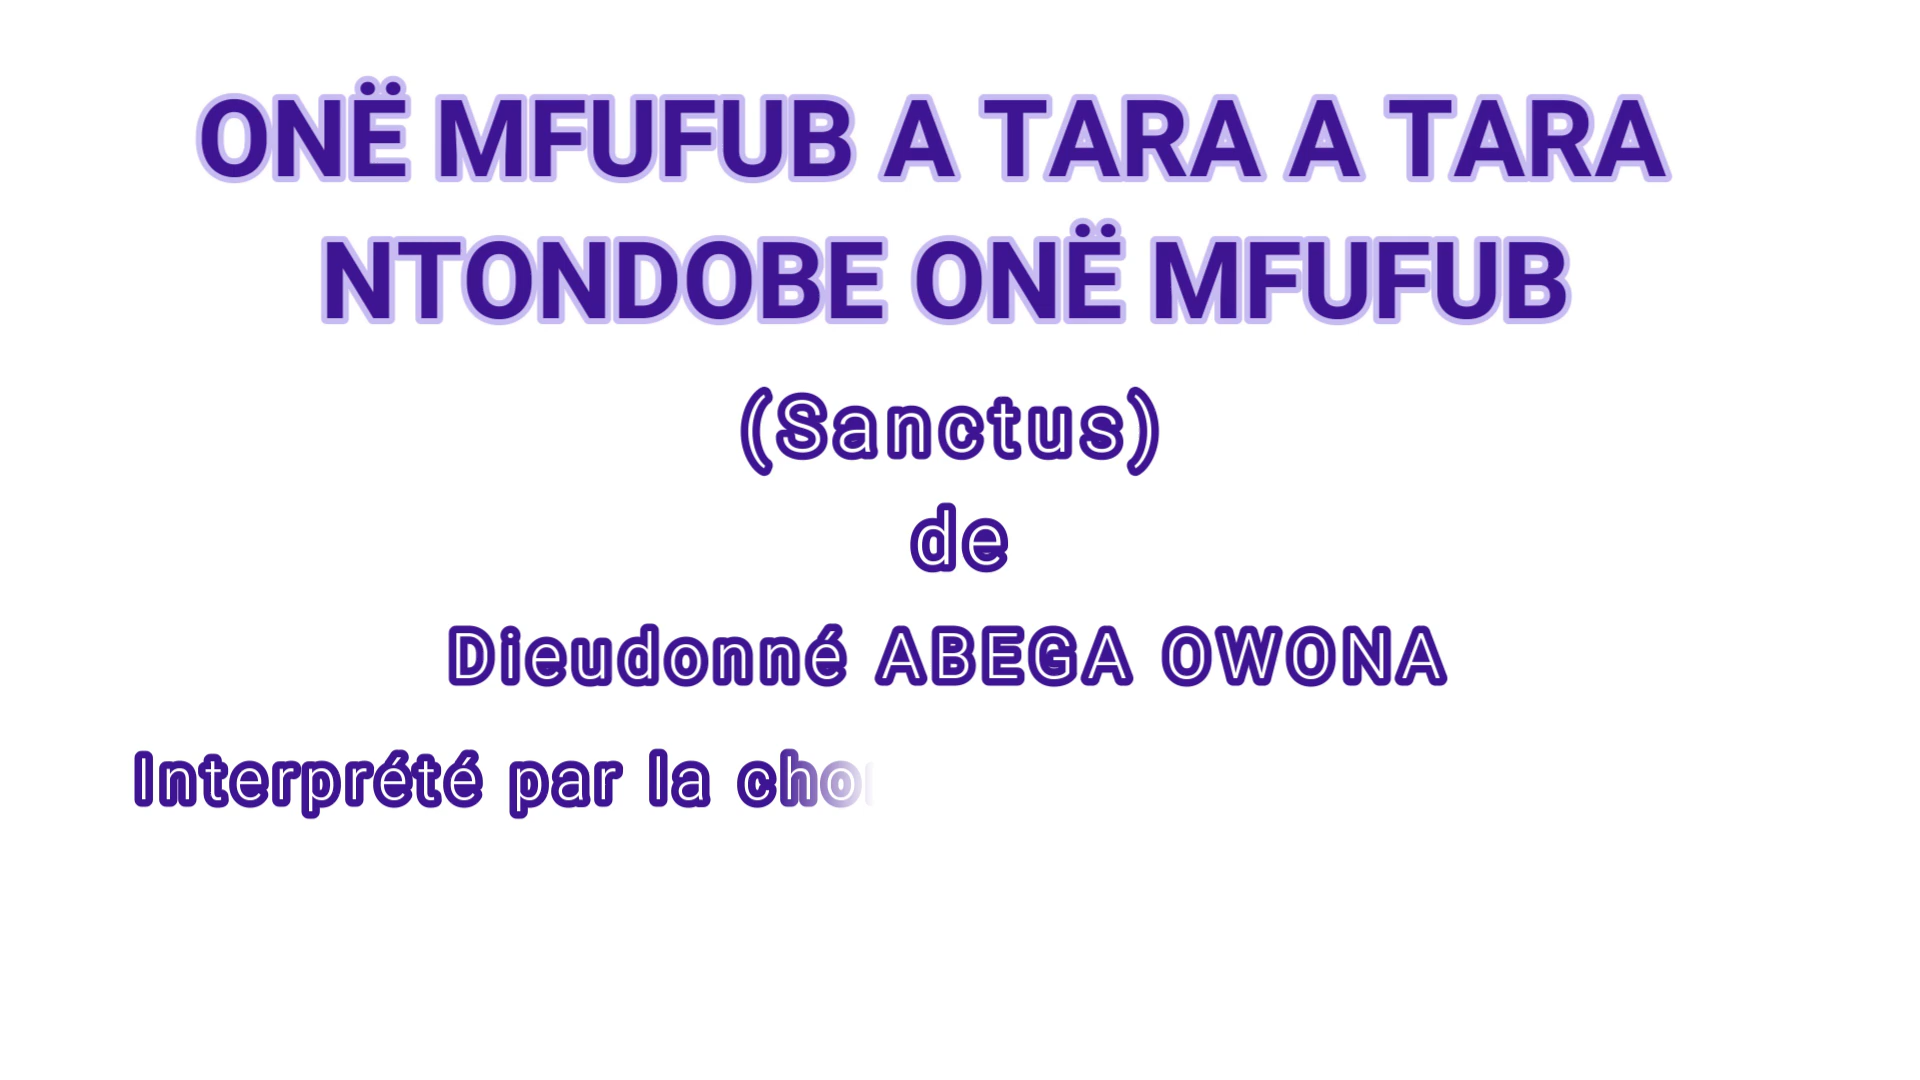 ONË MFUFUB A TARA A TARA
NTONDOBE ONË MFUFUB
(Sanctus)
de
Dieudonné ABEGA OWONA
Interprété par la